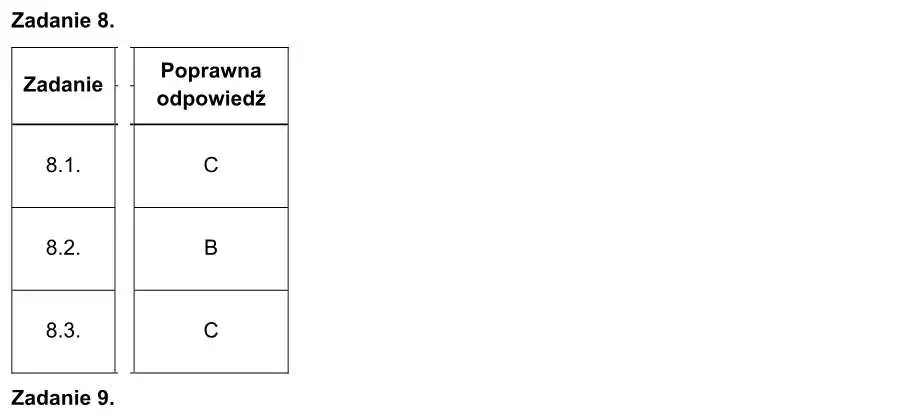 Zadanie 8.
Zadanie
Poprawna
odpowiedź
8.1.
C
8.2.
B
8.3.
C
Zadanie 9.